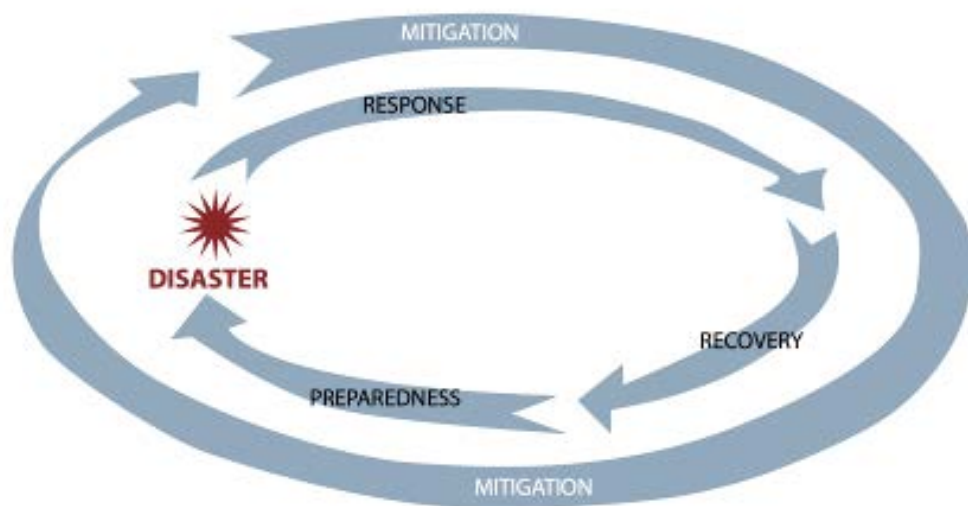 MITIGATION
RESPONSE
DISASTER
RECOVERY
PREPAREDNESS
MITIGATION